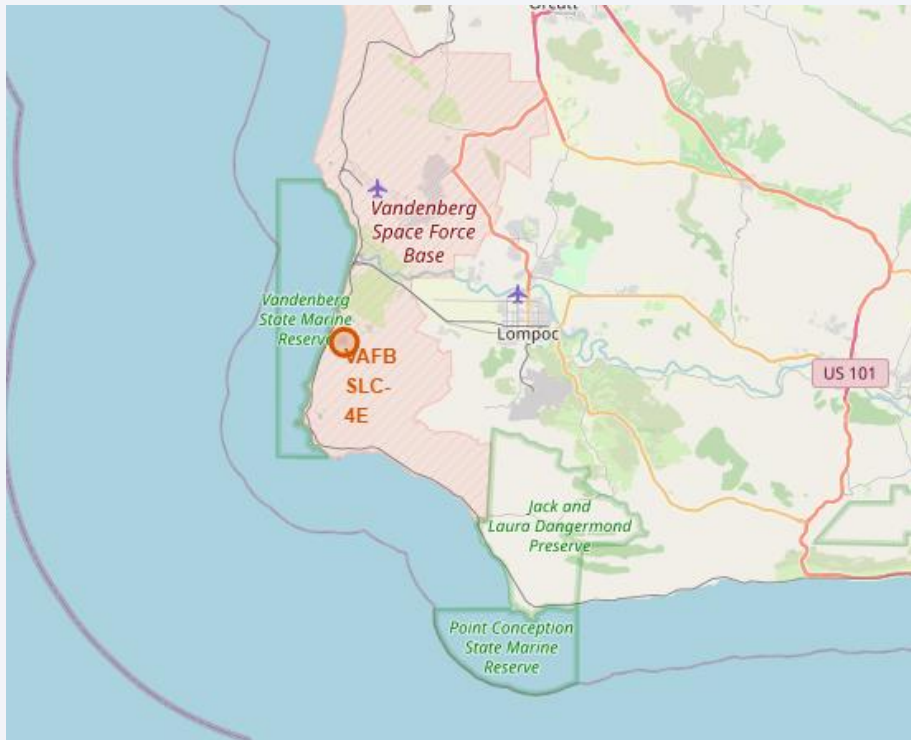 Orcutt
Vandenberg
Space Force
Base
Vandenberg
State Marine
Reserve
VAFB
SLC-
4E
Lompoc
US 101
Jack and
Laura Dangermond
Preserve
Point Conception
State Marine
Reserve